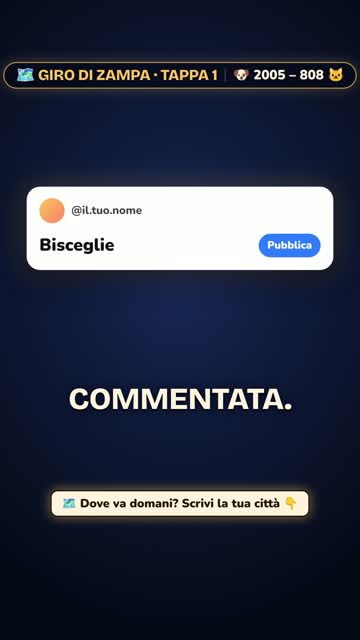 🗺️ GIRO DI ZAMPA • TAPPA 1 | 🐶 2005 – 808 🐱
@il.tuo.nome
Bisceglie
Pubblica
COMMENTATA.
🗺️ Dove va domani? Scrivi la tua città 👇